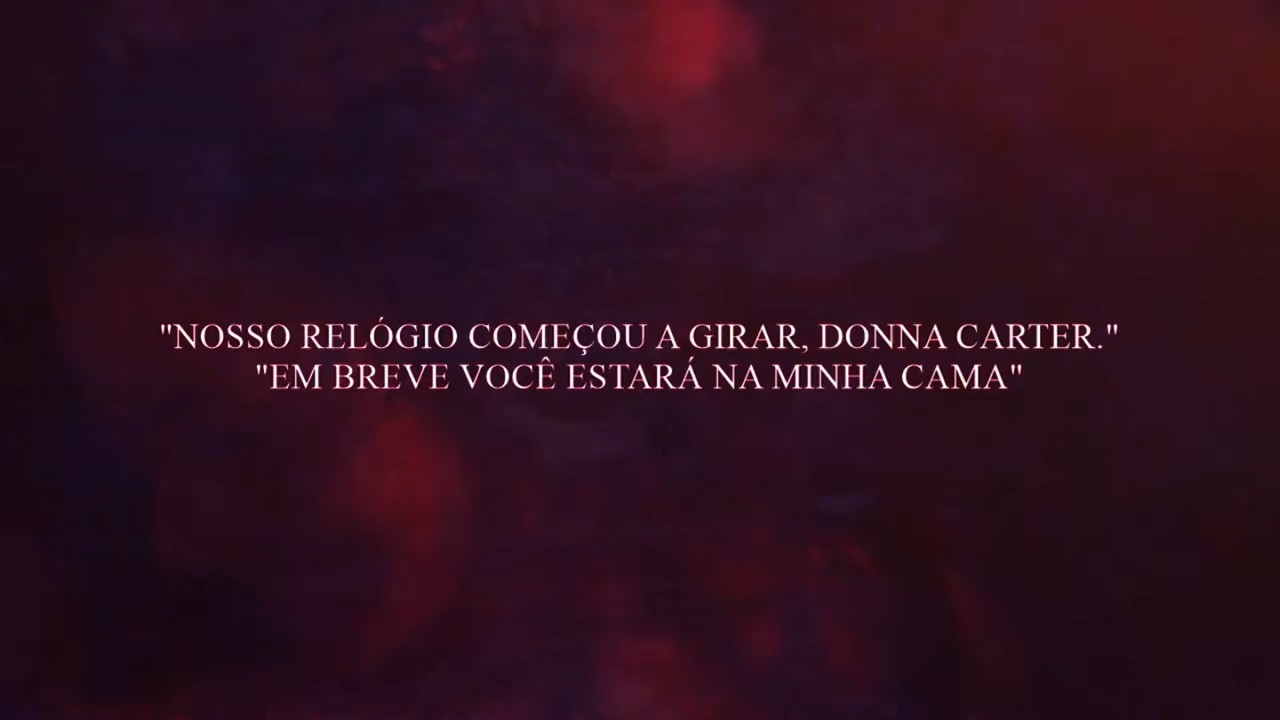 "NOSSO RELÓGIO COMEÇOU A GIRAR, DONNA CARTER."
"EM BREVE VOCÊ ESTARÁ NA MINHA CAMA"